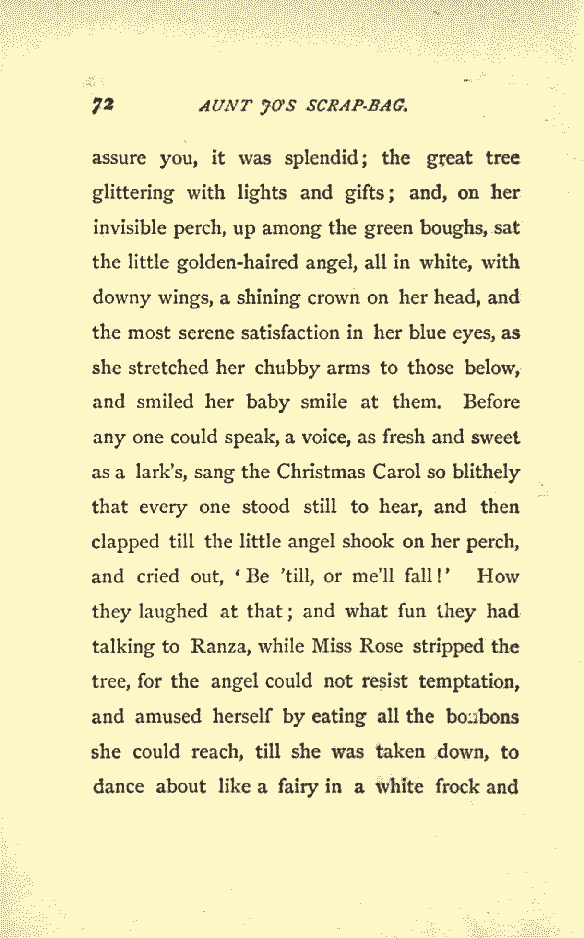 72 AUNT JO'S SCRAP-BAG.
assure you, it was splendid; the great tree
glittering with lights and gifts; and, on her
invisible perch, up among the green boughs, sat
the little golden-haired angel, all in white, with
downy wings, a shining crown on her head, and
the most serene satisfaction in her blue eyes, as
she stretched her chubby arms to those below,
and smiled her baby smile at them. Before
any one could speak, a voice, as fresh and sweet
as a lark's, sang the Christmas Carol so blithely
that every one stood still to hear, and then
clapped till the little angel shook on her perch,
and cried out, ‘Be ’till, or me'll fall!’ How
they laughed at that; and what fun they had
talking to Ranza, while Miss Rose stripped the
tree, for the angel could not resist temptation,
and amused herself by eating all the bonbons
she could reach, till she was taken down, to
dance about like a fairy in a white frock and